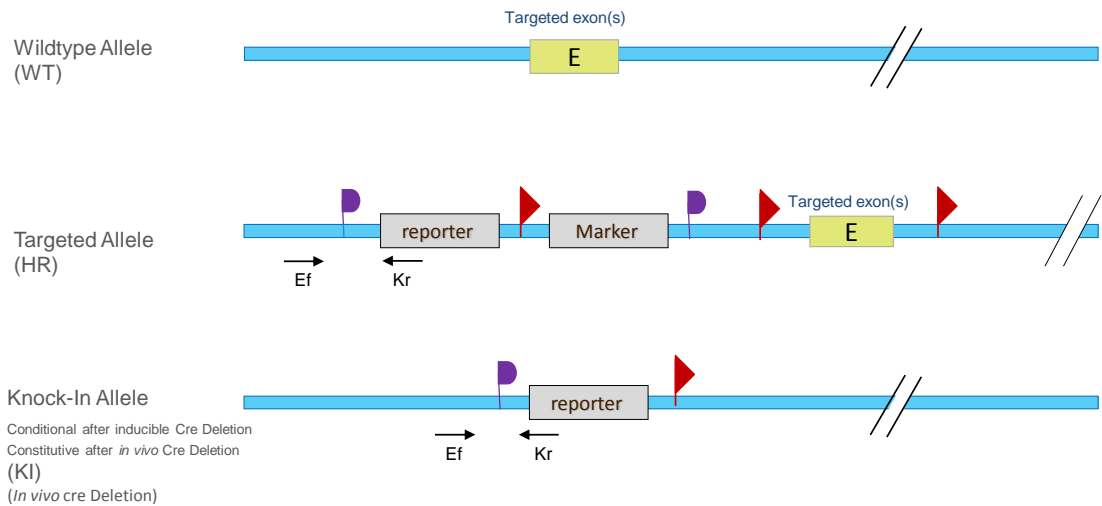 Targeted exon(s)
Wildtype Allele
(WT)
E
Targeted exon(s)
Targeted Allele
(HR)
reporter
Marker
E
Ef
Kr
Knock-In Allele
reporter
Conditional after inducible Cre Deletion
Constitutive after in vivo Cre Deletion
Ef
Kr
(KI)
(In vivo cre Deletion)